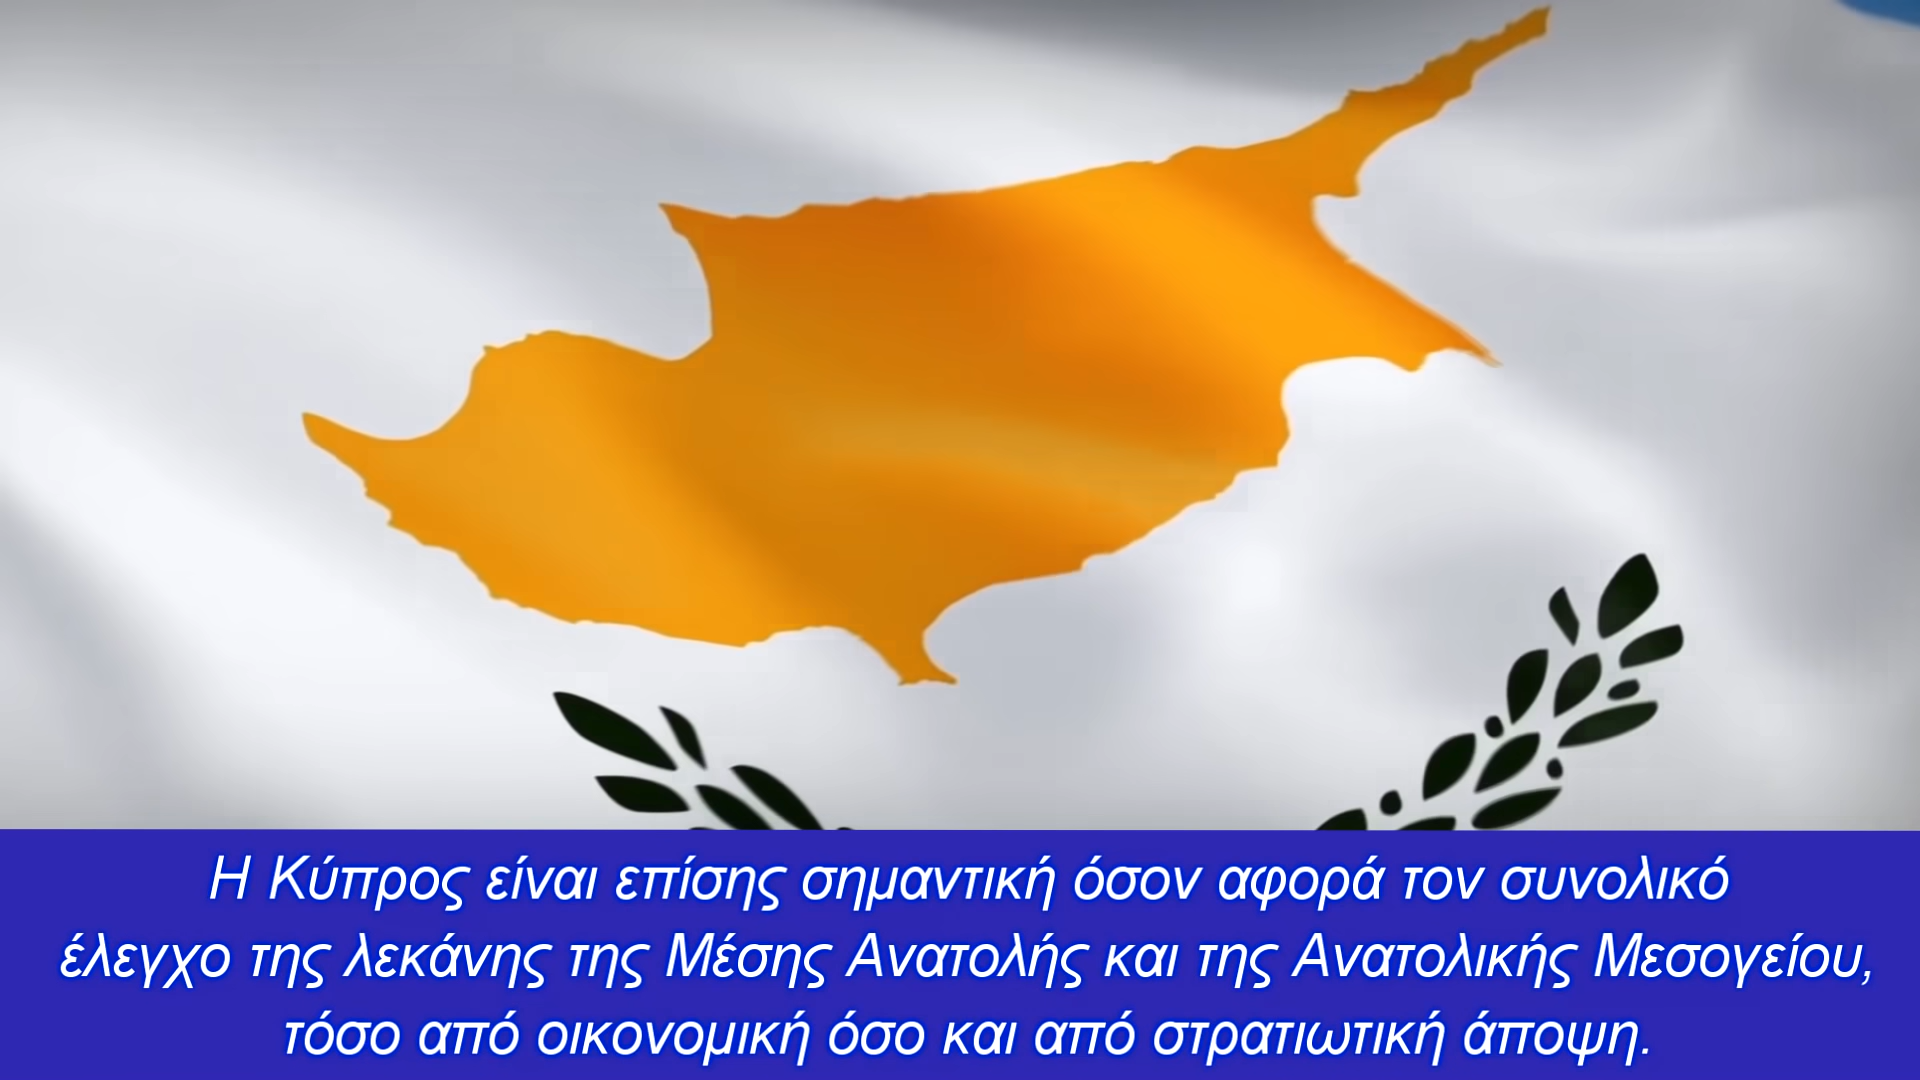 Η Κύπρος είναι επίσης σημαντική όσον αφορά τον συνολικό
έλεγχο της λεκάνης της Μέσης Ανατολής και της Ανατολικής Μεσογείου,
τόσο από οικονομική όσο και από στρατιωτική άποψη.